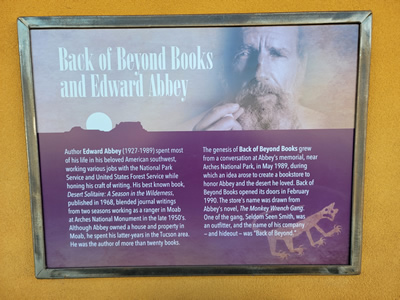 Back of Beyond Books
and Edward Abbey
Author Edward Abbey (1927-1989) spent most
of his life in his beloved American southwest,
working various jobs with the National Park
Service and United States Forest Service while
honing his craft of writing. His best known book,
Desert Solitaire: A Season in the Wilderness,
published in 1968, blended journal writings
from two seasons working as a ranger in Moab
at Arches National Monument in the late 1950's.
Although Abbey owned a house and property in
Moab, he spent his latter-years in the Tucson area.
He was the author of more than twenty books.
The genesis of Back of Beyond Books grew
from a conversation at Abbey's memorial, near
Arches National Park, in May 1989, during
which an idea arose to create a bookstore to
honor Abbey and the desert he loved. Back of
Beyond Books opened its doors in February
1990. The store's name was drawn from
Abbey's novel, The Monkey Wrench Gang.
One of the gang, Seldom Seen Smith, was
an outfitter, and the name of his company
– and hideout – was "Back of Beyond."